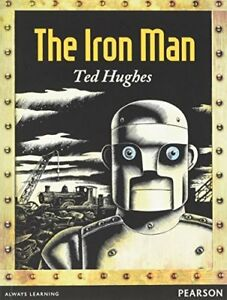 The Iron Man
Ted Hughes
ALWAYS LEARNING
PEARSON